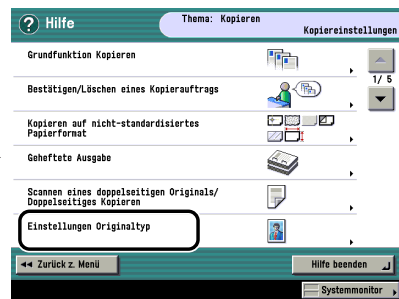 ? Hilfe
Thema: Kopieren
Kopiereinstellungen
Grundfunktion Kopieren
1/ 5
Bestätigen/Löschen eines Kopierauftrags
Kopieren auf nicht-standardisiertes
Papierformat
Geheftete Ausgabe
Scannen eines doppelseitigen Originals/
Doppelseitiges Kopieren
Einstellungen Originaltyp
◄◄ Zurück z. Menü
Hilfe beenden
Systemmonitor